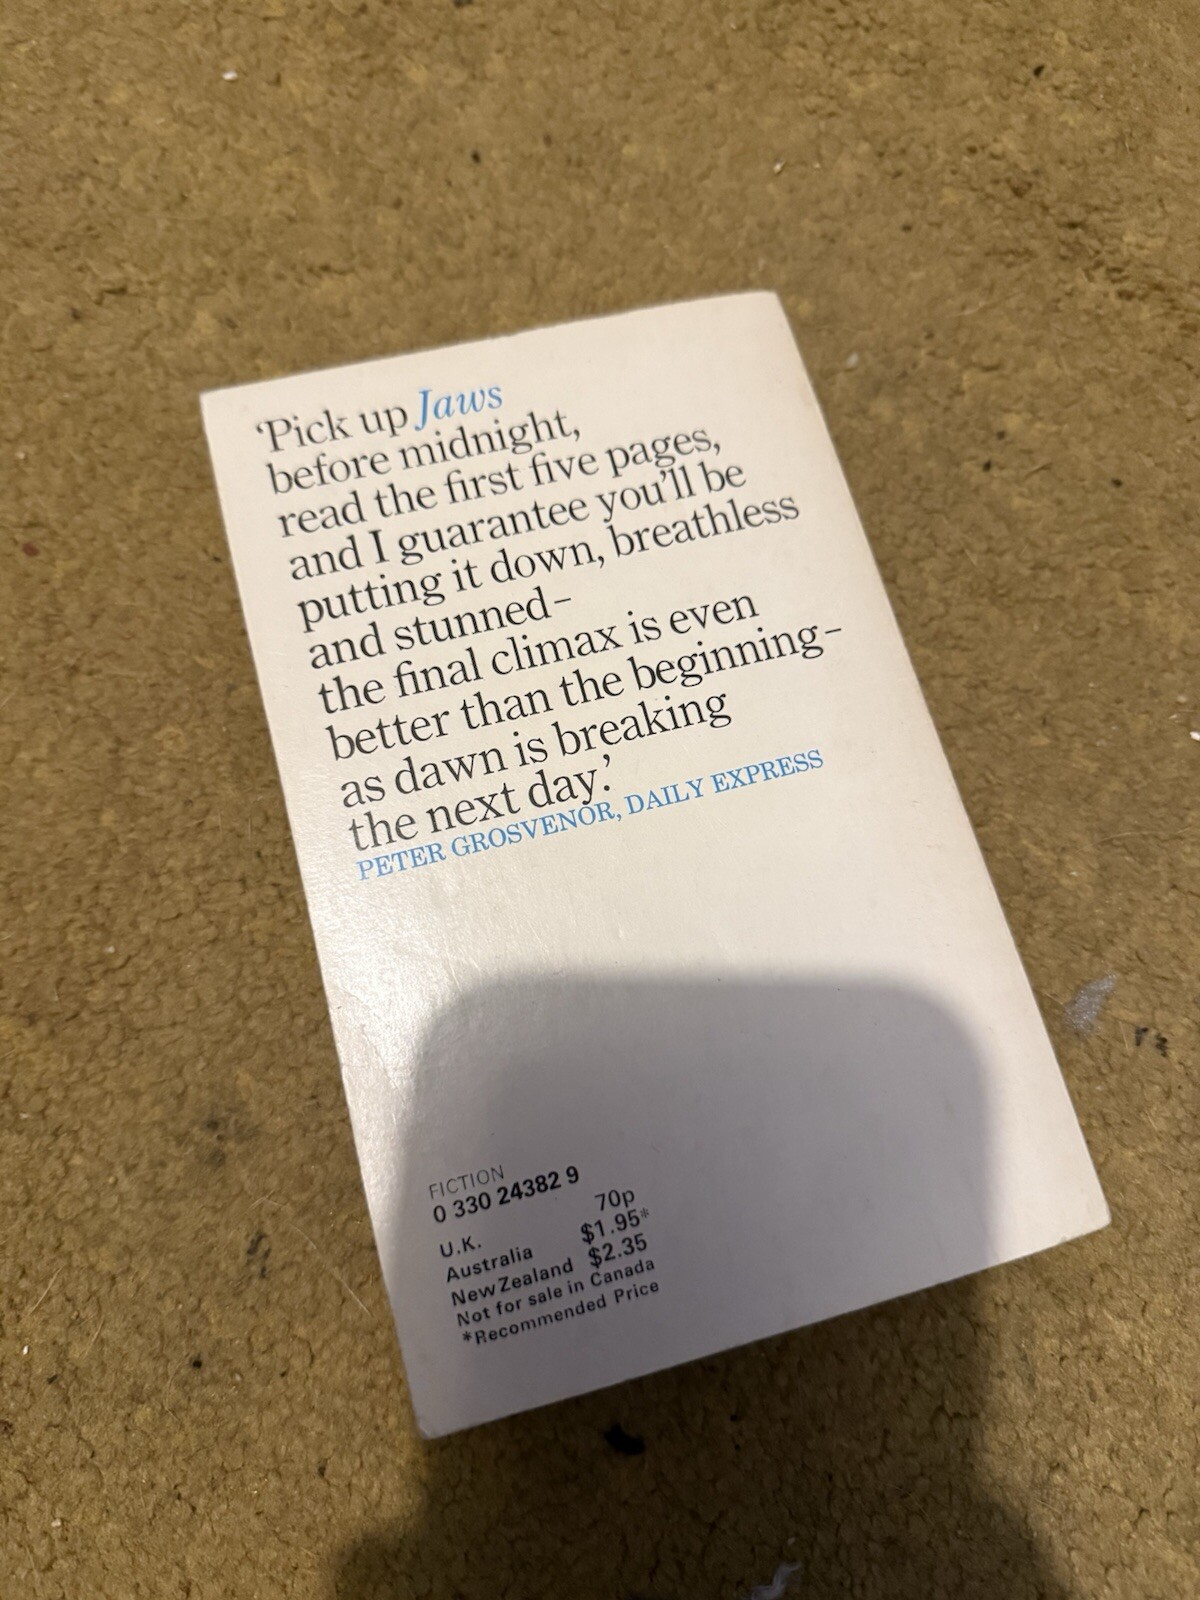 ‘Pick up Jaws
before midnight,
read the first five pages,
and I guarantee you’ll be
putting it down, breathless
and stunned–
the final climax is even
better than the beginning–
as dawn is breaking
the next day.’
PETER GROSVENOR, DAILY EXPRESS
FICTION
0 330 24382 9
U.K. 70p
Australia $1.95*
New Zealand $2.35
Not for sale in Canada
*Recommended Price